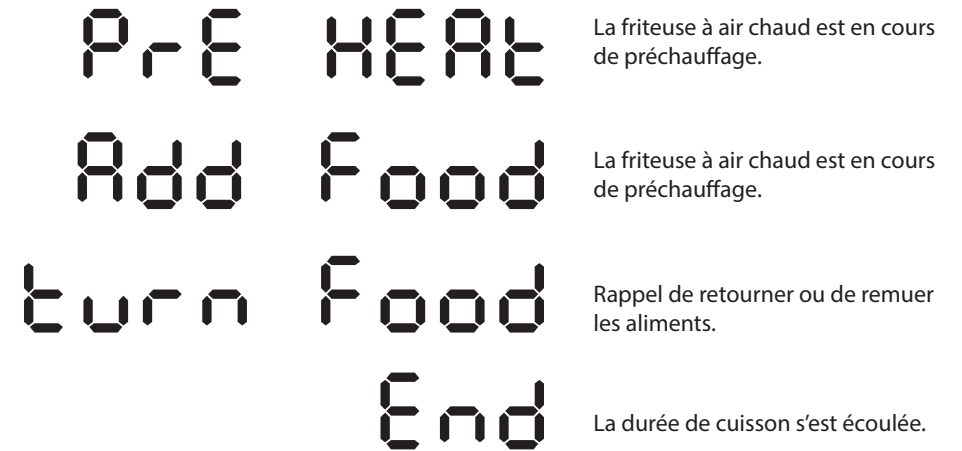 PrE HEAt
La friteuse à air chaud est en cours
de préchauffage.
Add Food
La friteuse à air chaud est en cours
de préchauffage.
turn Food
Rappel de retourner ou de remuer
les aliments.
End
La durée de cuisson s'est écoulée.